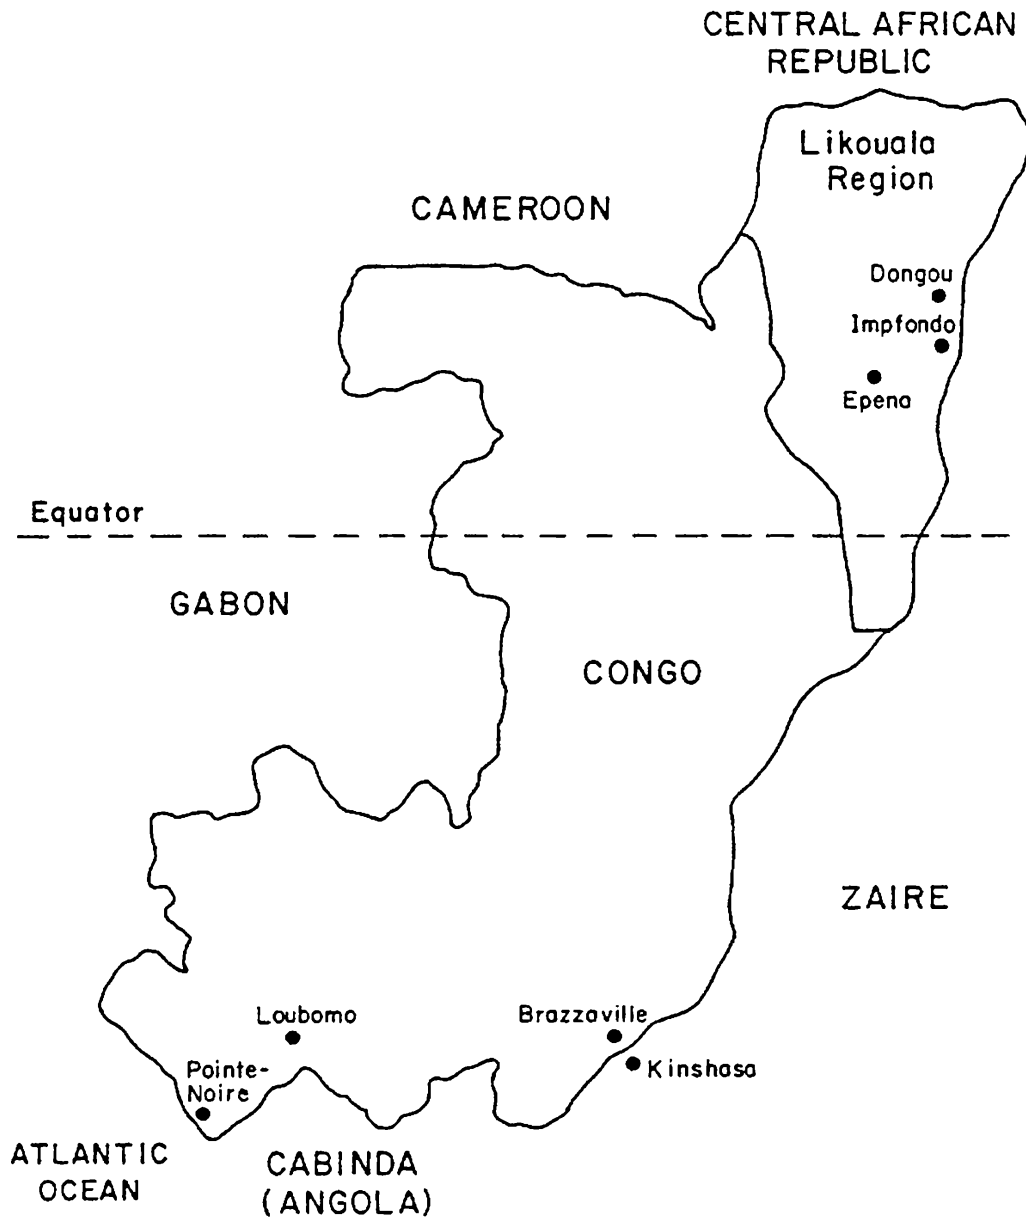 CENTRAL AFRICAN
REPUBLIC
Likouala
Region
CAMEROON
Dongou
Impfondo
Epena
Equator
GABON
CONGO
ZAIRE
Loubomo
Brazzaville
Pointe-
Noire
Kinshasa
ATLANTIC
OCEAN
CABINDA
(ANGOLA)